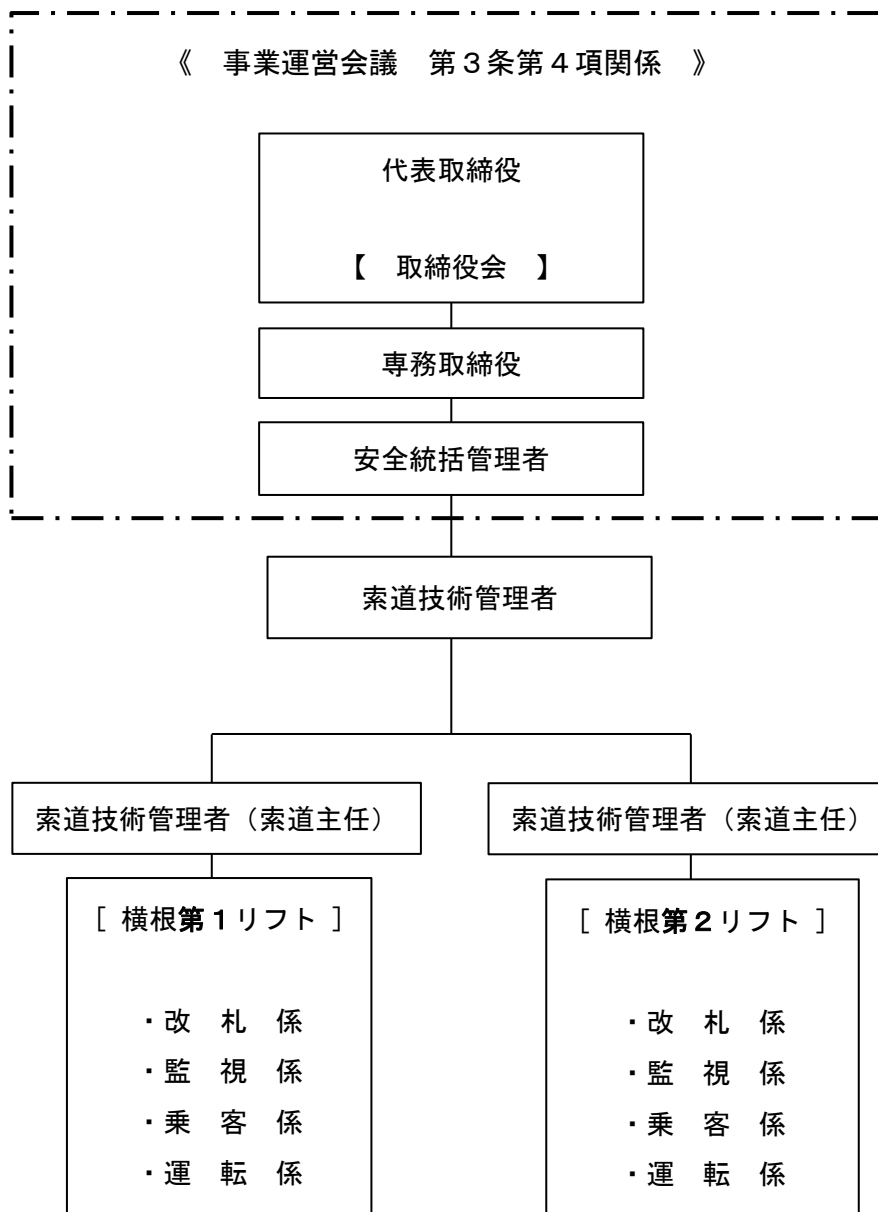 《　事業運営会議　第３条第４項関係　》
代表取締役
【　取締役会　】
専務取締役
安全統括管理者
索道技術管理者
索道技術管理者（索道主任）
索道技術管理者（索道主任）
［ 横根第１リフト ］
・改　札　係
・監　視　係
・乗　客　係
・運　転　係
［ 横根第２リフト ］
・改　札　係
・監　視　係
・乗　客　係
・運　転　係